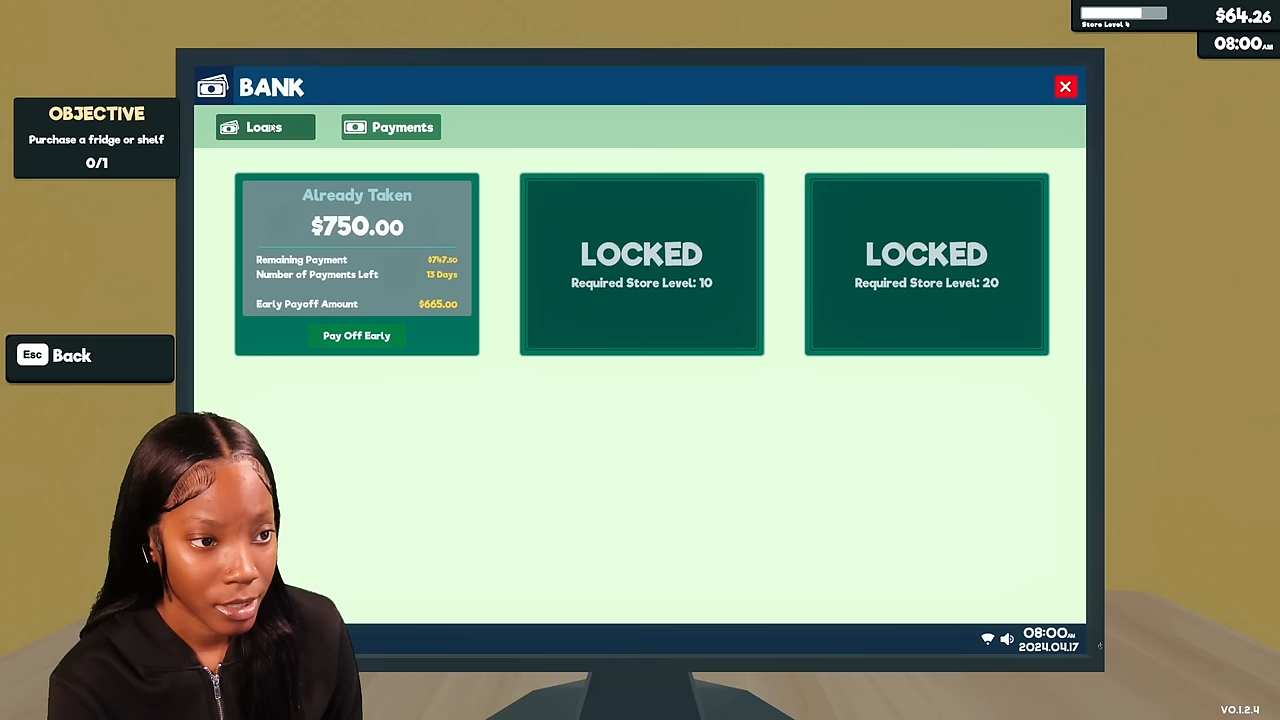 $64.26
Store Level 4
08:00AM
BANK
OBJECTIVE
Purchase a fridge or shelf
0/1
Loans
Payments
Already Taken
$750.00
Remaining Payment $747.50
Number of Payments Left 13 Days
Early Payoff Amount $665.00
Pay Off Early
LOCKED
Required Store Level: 10
LOCKED
Required Store Level: 20
Esc Back
08:00AM
2024.04.17
V0.1.2.4